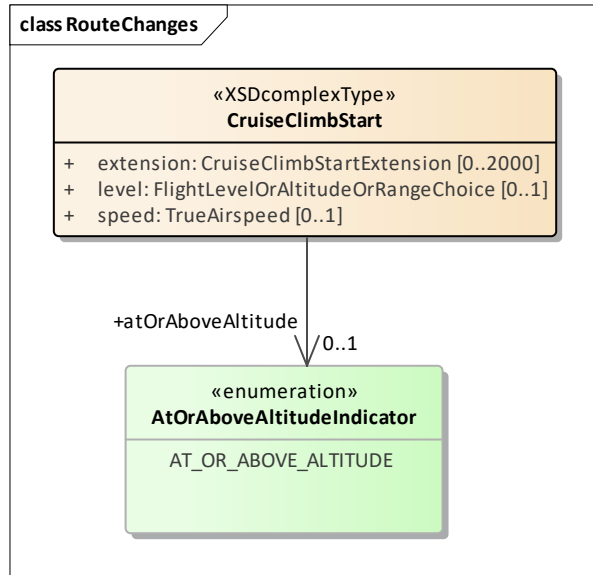 class RouteChanges
«XSDcomplexType»
CruiseClimbStart
+ extension: CruiseClimbStartExtension [0..2000]
+ level: FlightLevelOrAltitudeOrRangeChoice [0..1]
+ speed: TrueAirspeed [0..1]
+atOrAboveAltitude
0..1
«enumeration»
AtOrAboveAltitudeIndicator
AT_OR_ABOVE_ALTITUDE